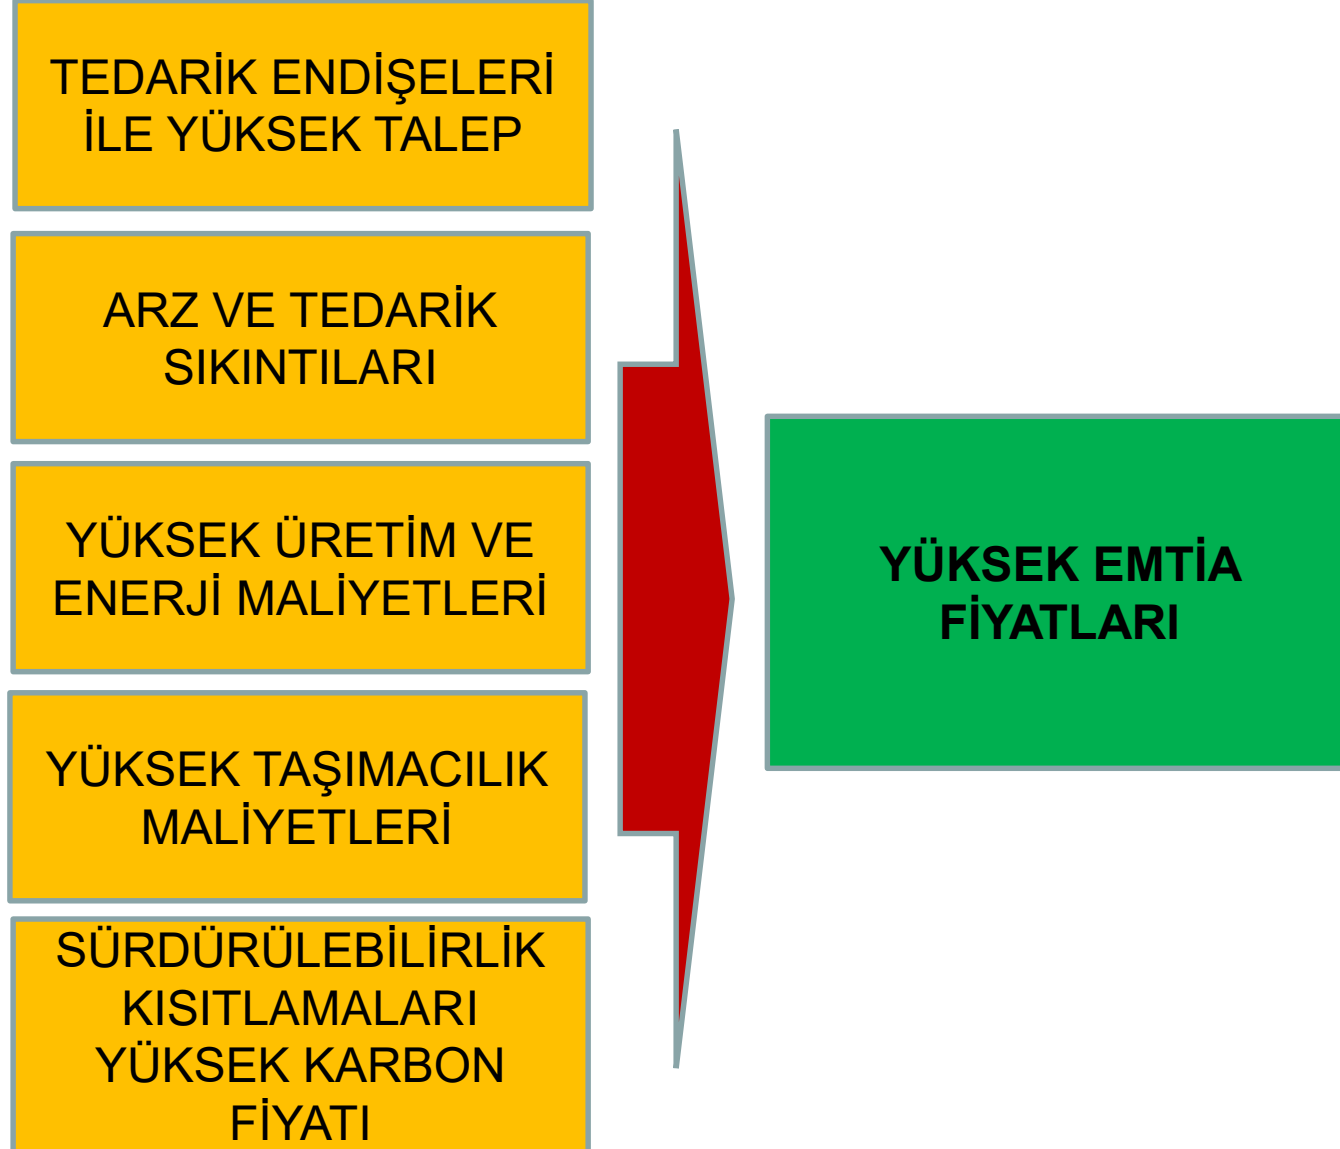 TEDARİK ENDİŞELERİ
İLE YÜKSEK TALEP
ARZ VE TEDARİK
SIKINTILARI
YÜKSEK ÜRETİM VE
ENERJİ MALİYETLERİ
YÜKSEK TAŞIMACILIK
MALİYETLERİ
SÜRDÜRÜLEBİLİRLİK
KISITLAMALARI
YÜKSEK KARBON
FİYATI
YÜKSEK EMTİA
FİYATLARI